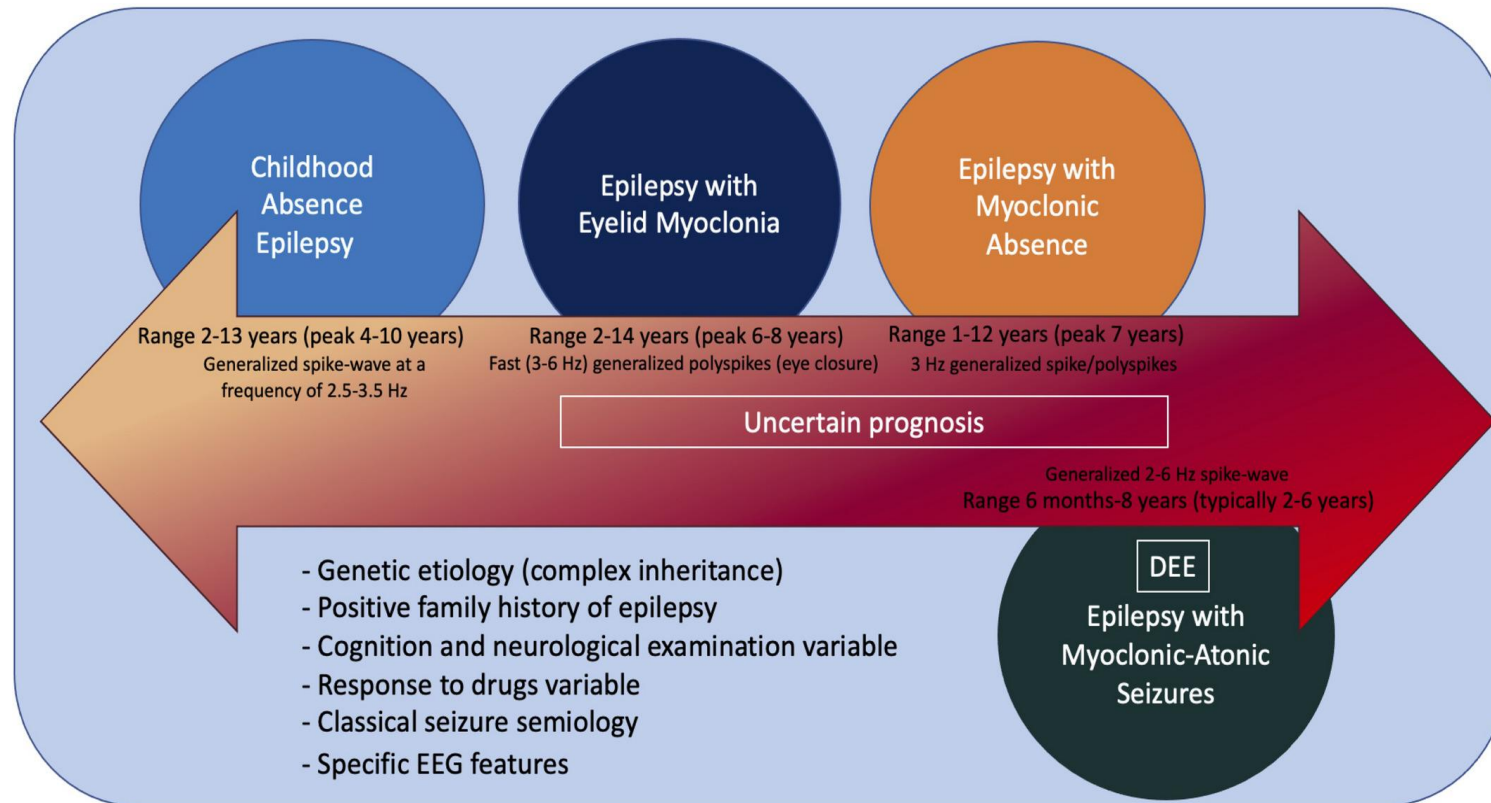 Childhood
Absence
Epilepsy
Epilepsy with
Eyelid Myoclonia
Epilepsy with
Myoclonic
Absence
Range 2-13 years (peak 4-10 years)
Generalized spike-wave at a
frequency of 2.5-3.5 Hz
Range 2-14 years (peak 6-8 years)
Fast (3-6 Hz) generalized polyspikes (eye closure)
Range 1-12 years (peak 7 years)
3 Hz generalized spike/polyspikes
Uncertain prognosis
Generalized 2-6 Hz spike-wave
Range 6 months-8 years (typically 2-6 years)
- Genetic etiology (complex inheritance)
- Positive family history of epilepsy
- Cognition and neurological examination variable
- Response to drugs variable
- Classical seizure semiology
- Specific EEG features
DEE
Epilepsy with
Myoclonic-Atonic
Seizures